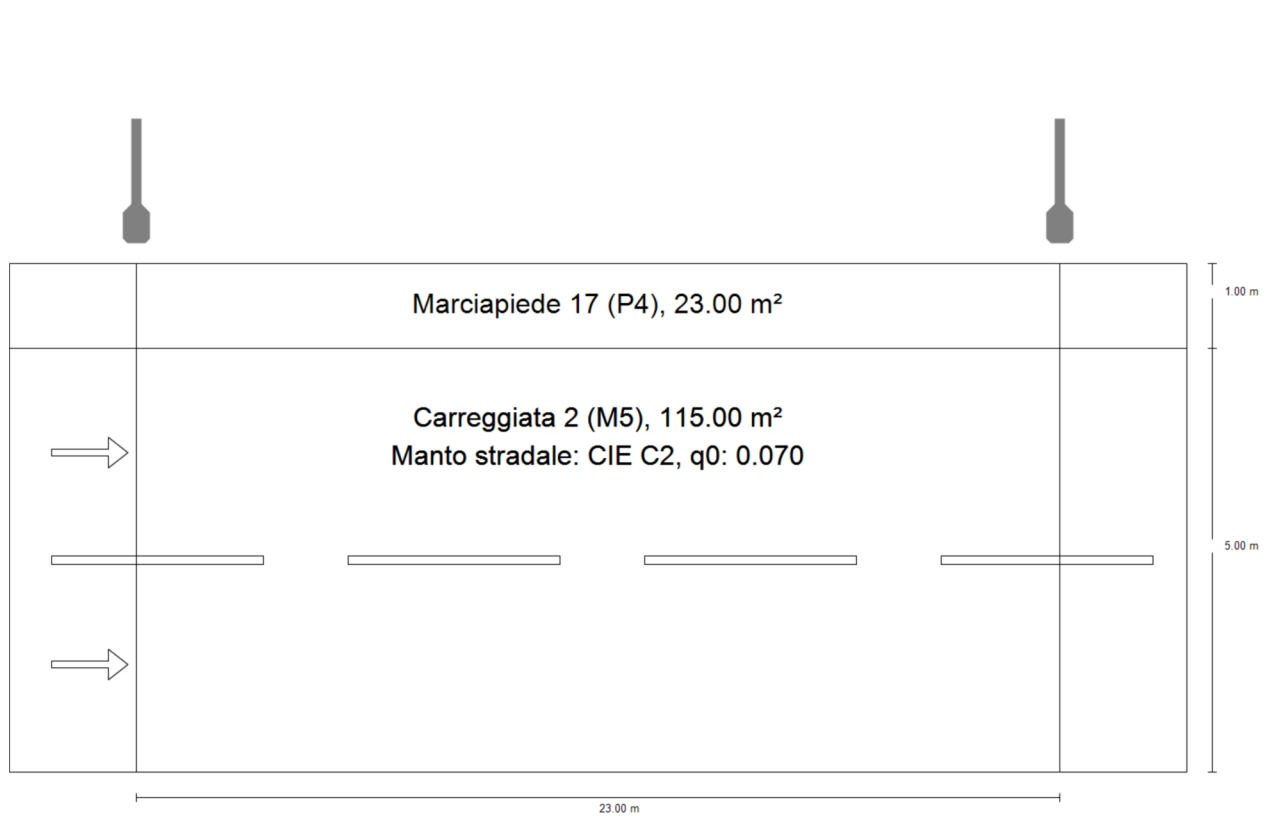 Marciapiede 17 (P4), 23.00 m²
1.00 m
Carreggiata 2 (M5), 115.00 m²
Manto stradale: CIE C2, q0: 0.070
5.00 m
23.00 m